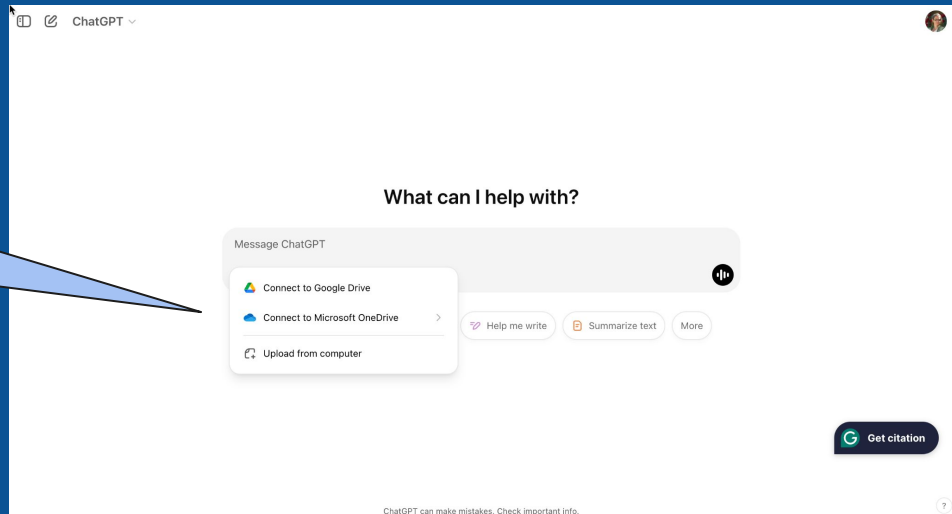 ChatGPT
What can I help with?
Message ChatGPT
Connect to Google Drive
Connect to Microsoft OneDrive
Upload from computer
Help me write
Summarize text
More
G Get citation
ChatGPT can make mistakes. Check important info.
?